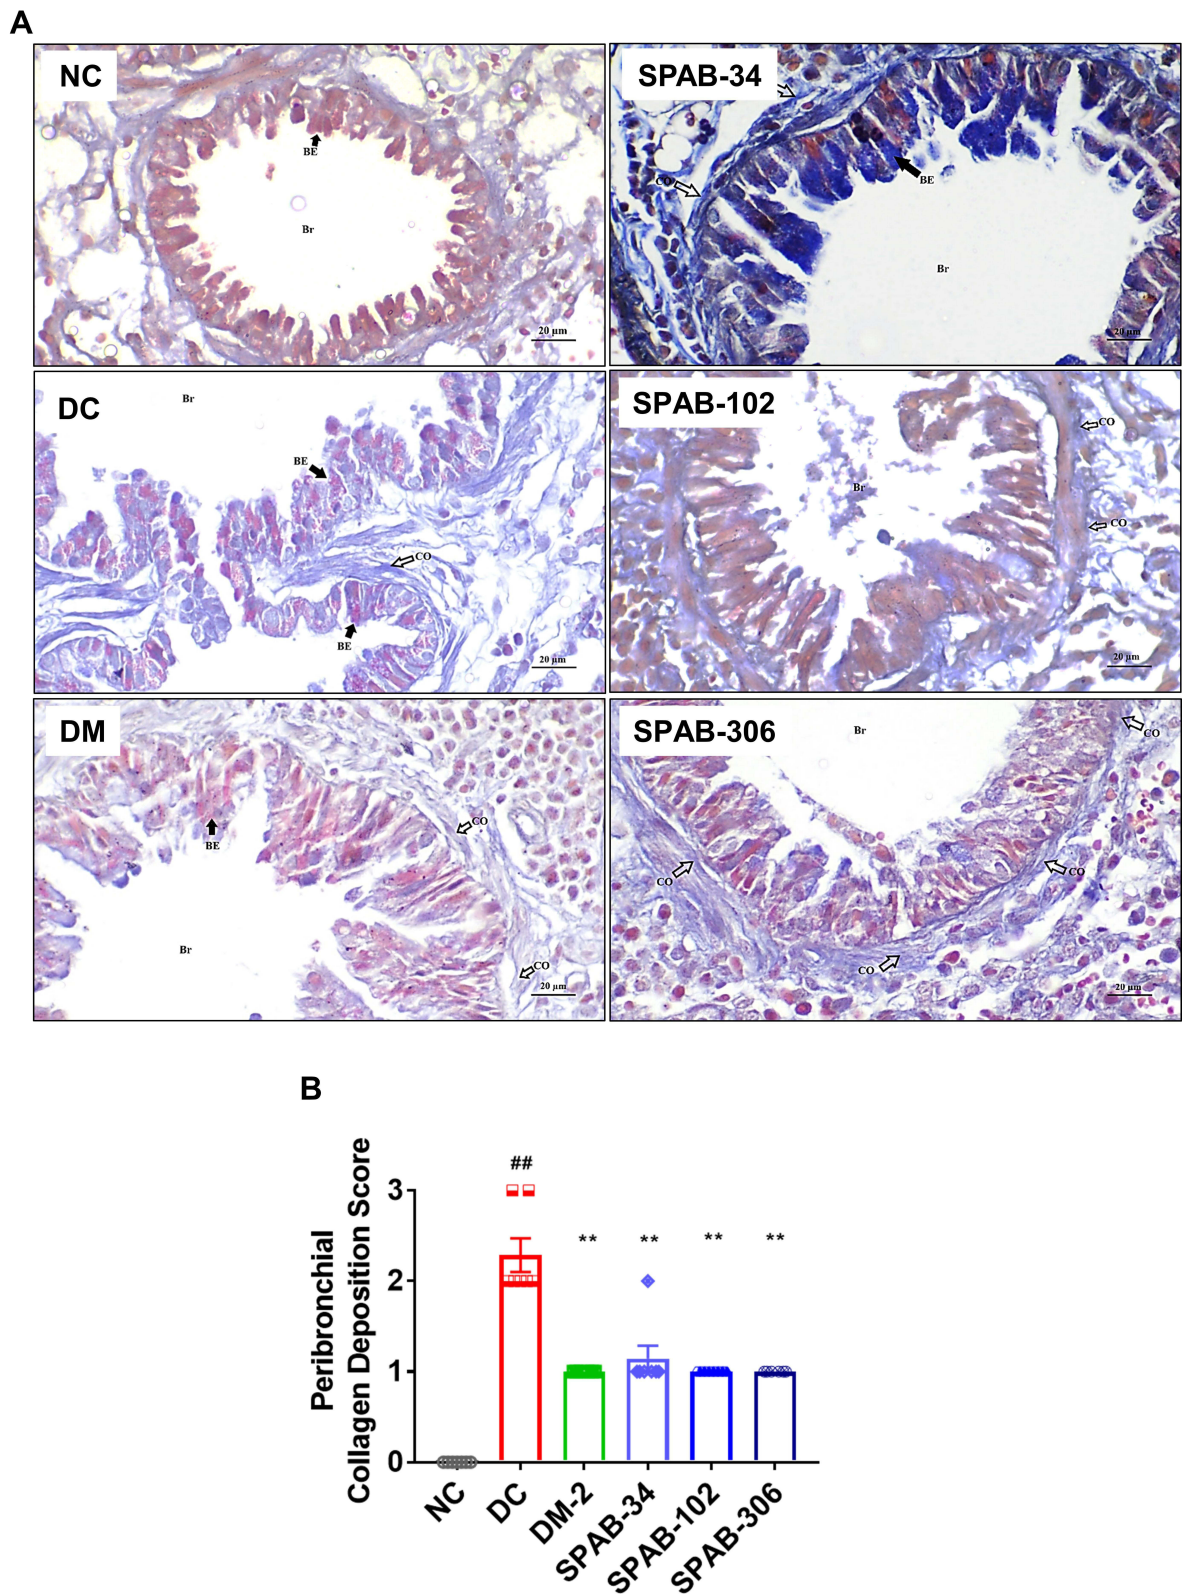 A
NC
BE
Br
20 µm
SPAB-34
CO
BE
Br
20 µm
DC
Br
BE
CO
BE
20 µm
SPAB-102
CO
Br
CO
20 µm
DM
CO
BE
Br
CO
20 µm
SPAB-306
Br
CO
CO
CO
CO
20 µm
B
Peribronchial
Collagen Deposition Score
##
3
** ** ** **
2
1
0
NC
DC
DM-2
SPAB-34
SPAB-102
SPAB-306